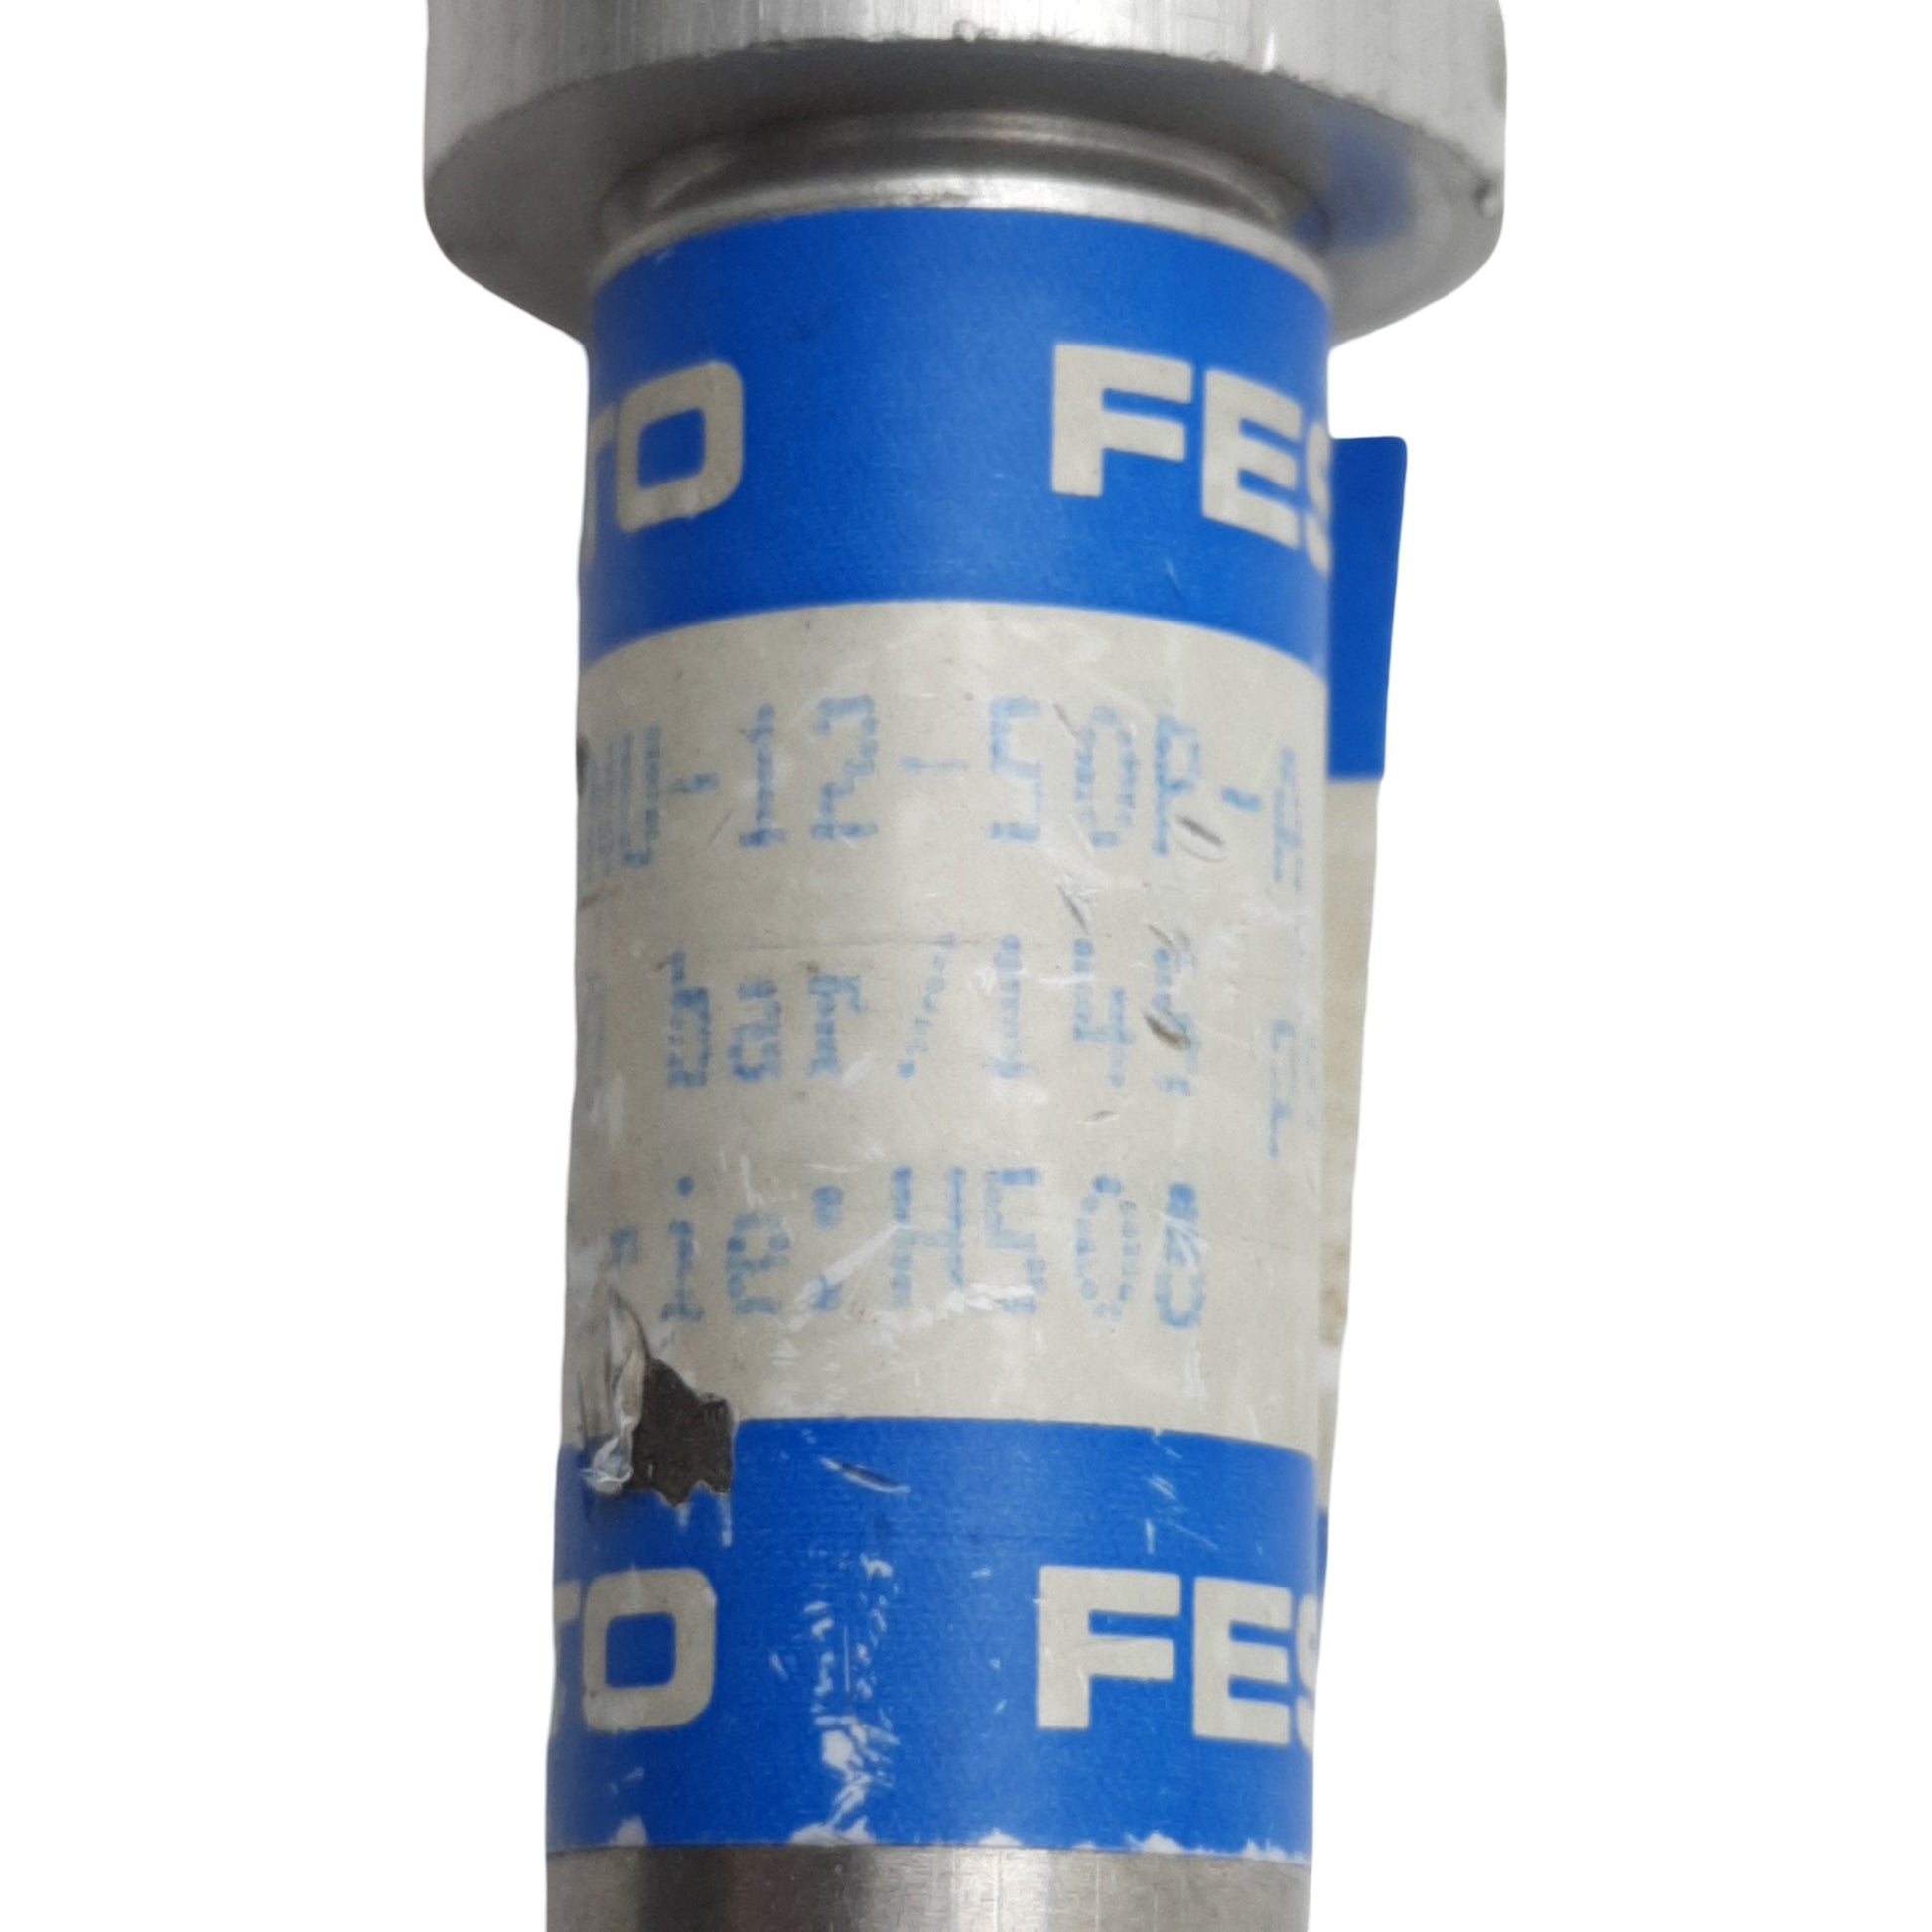 TO FES
NU-12-50P-A
bar/145 p
rie:H508
TO FES